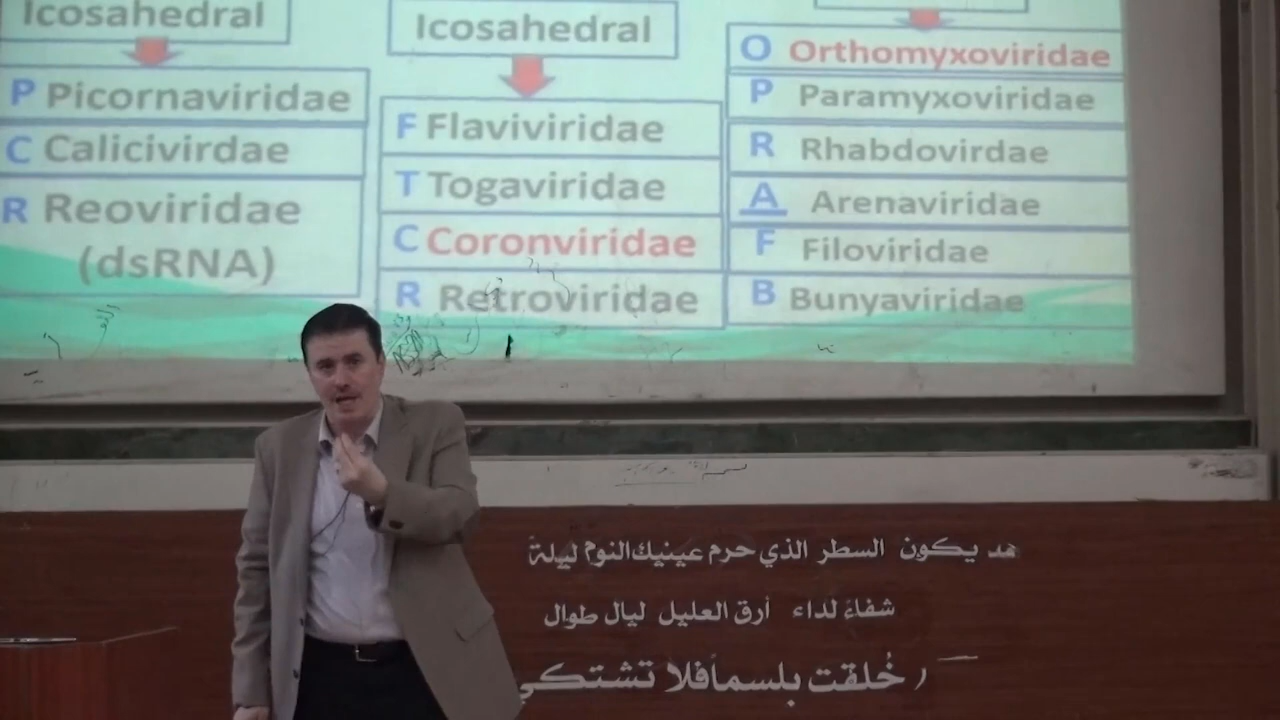 Icosahedral
P Picornaviridae
C Calicivirdae
R Reoviridae
(dsRNA)
Icosahedral
F Flaviviridae
T Togaviridae
C Coronviridae
R Retroviridae
O Orthomyxoviridae
P Paramyxoviridae
R Rhabdovirdae
A Arenaviridae
F Filoviridae
B Bunyaviridae
يكون السطر الذي حرم عينيك النوم ليلة
شفاءً لداء أرق العليل ليال طوال
خُلقت بلسماً فلا تشتكي